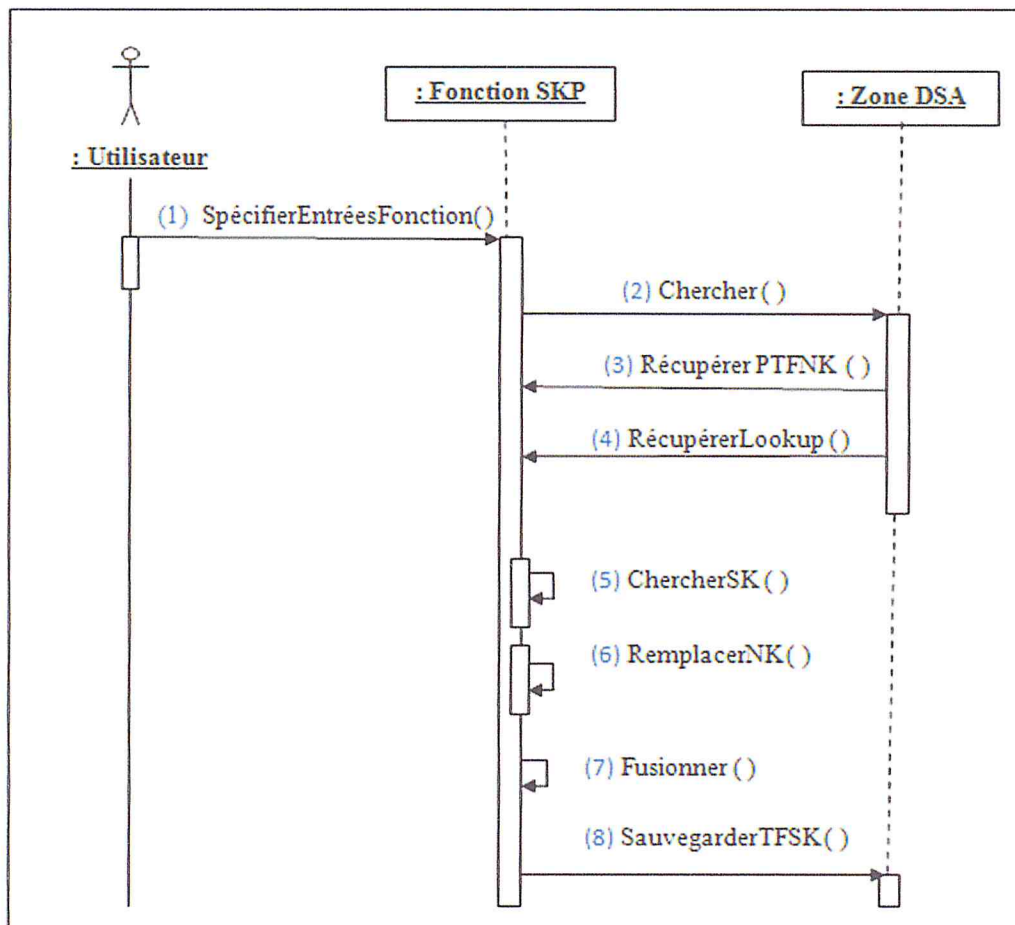 : Fonction SKP
: Zone DSA
: Utilisateur
(1) SpécifierEntréesFonction()
(2) Chercher ( )
(3) Récupérer PTFNK ( )
(4) RécupérerLookup ( )
(5) ChercherSK ( )
(6) RemplacerNK ( )
(7) Fusionner ( )
(8) SauvegarderTFSK ( )